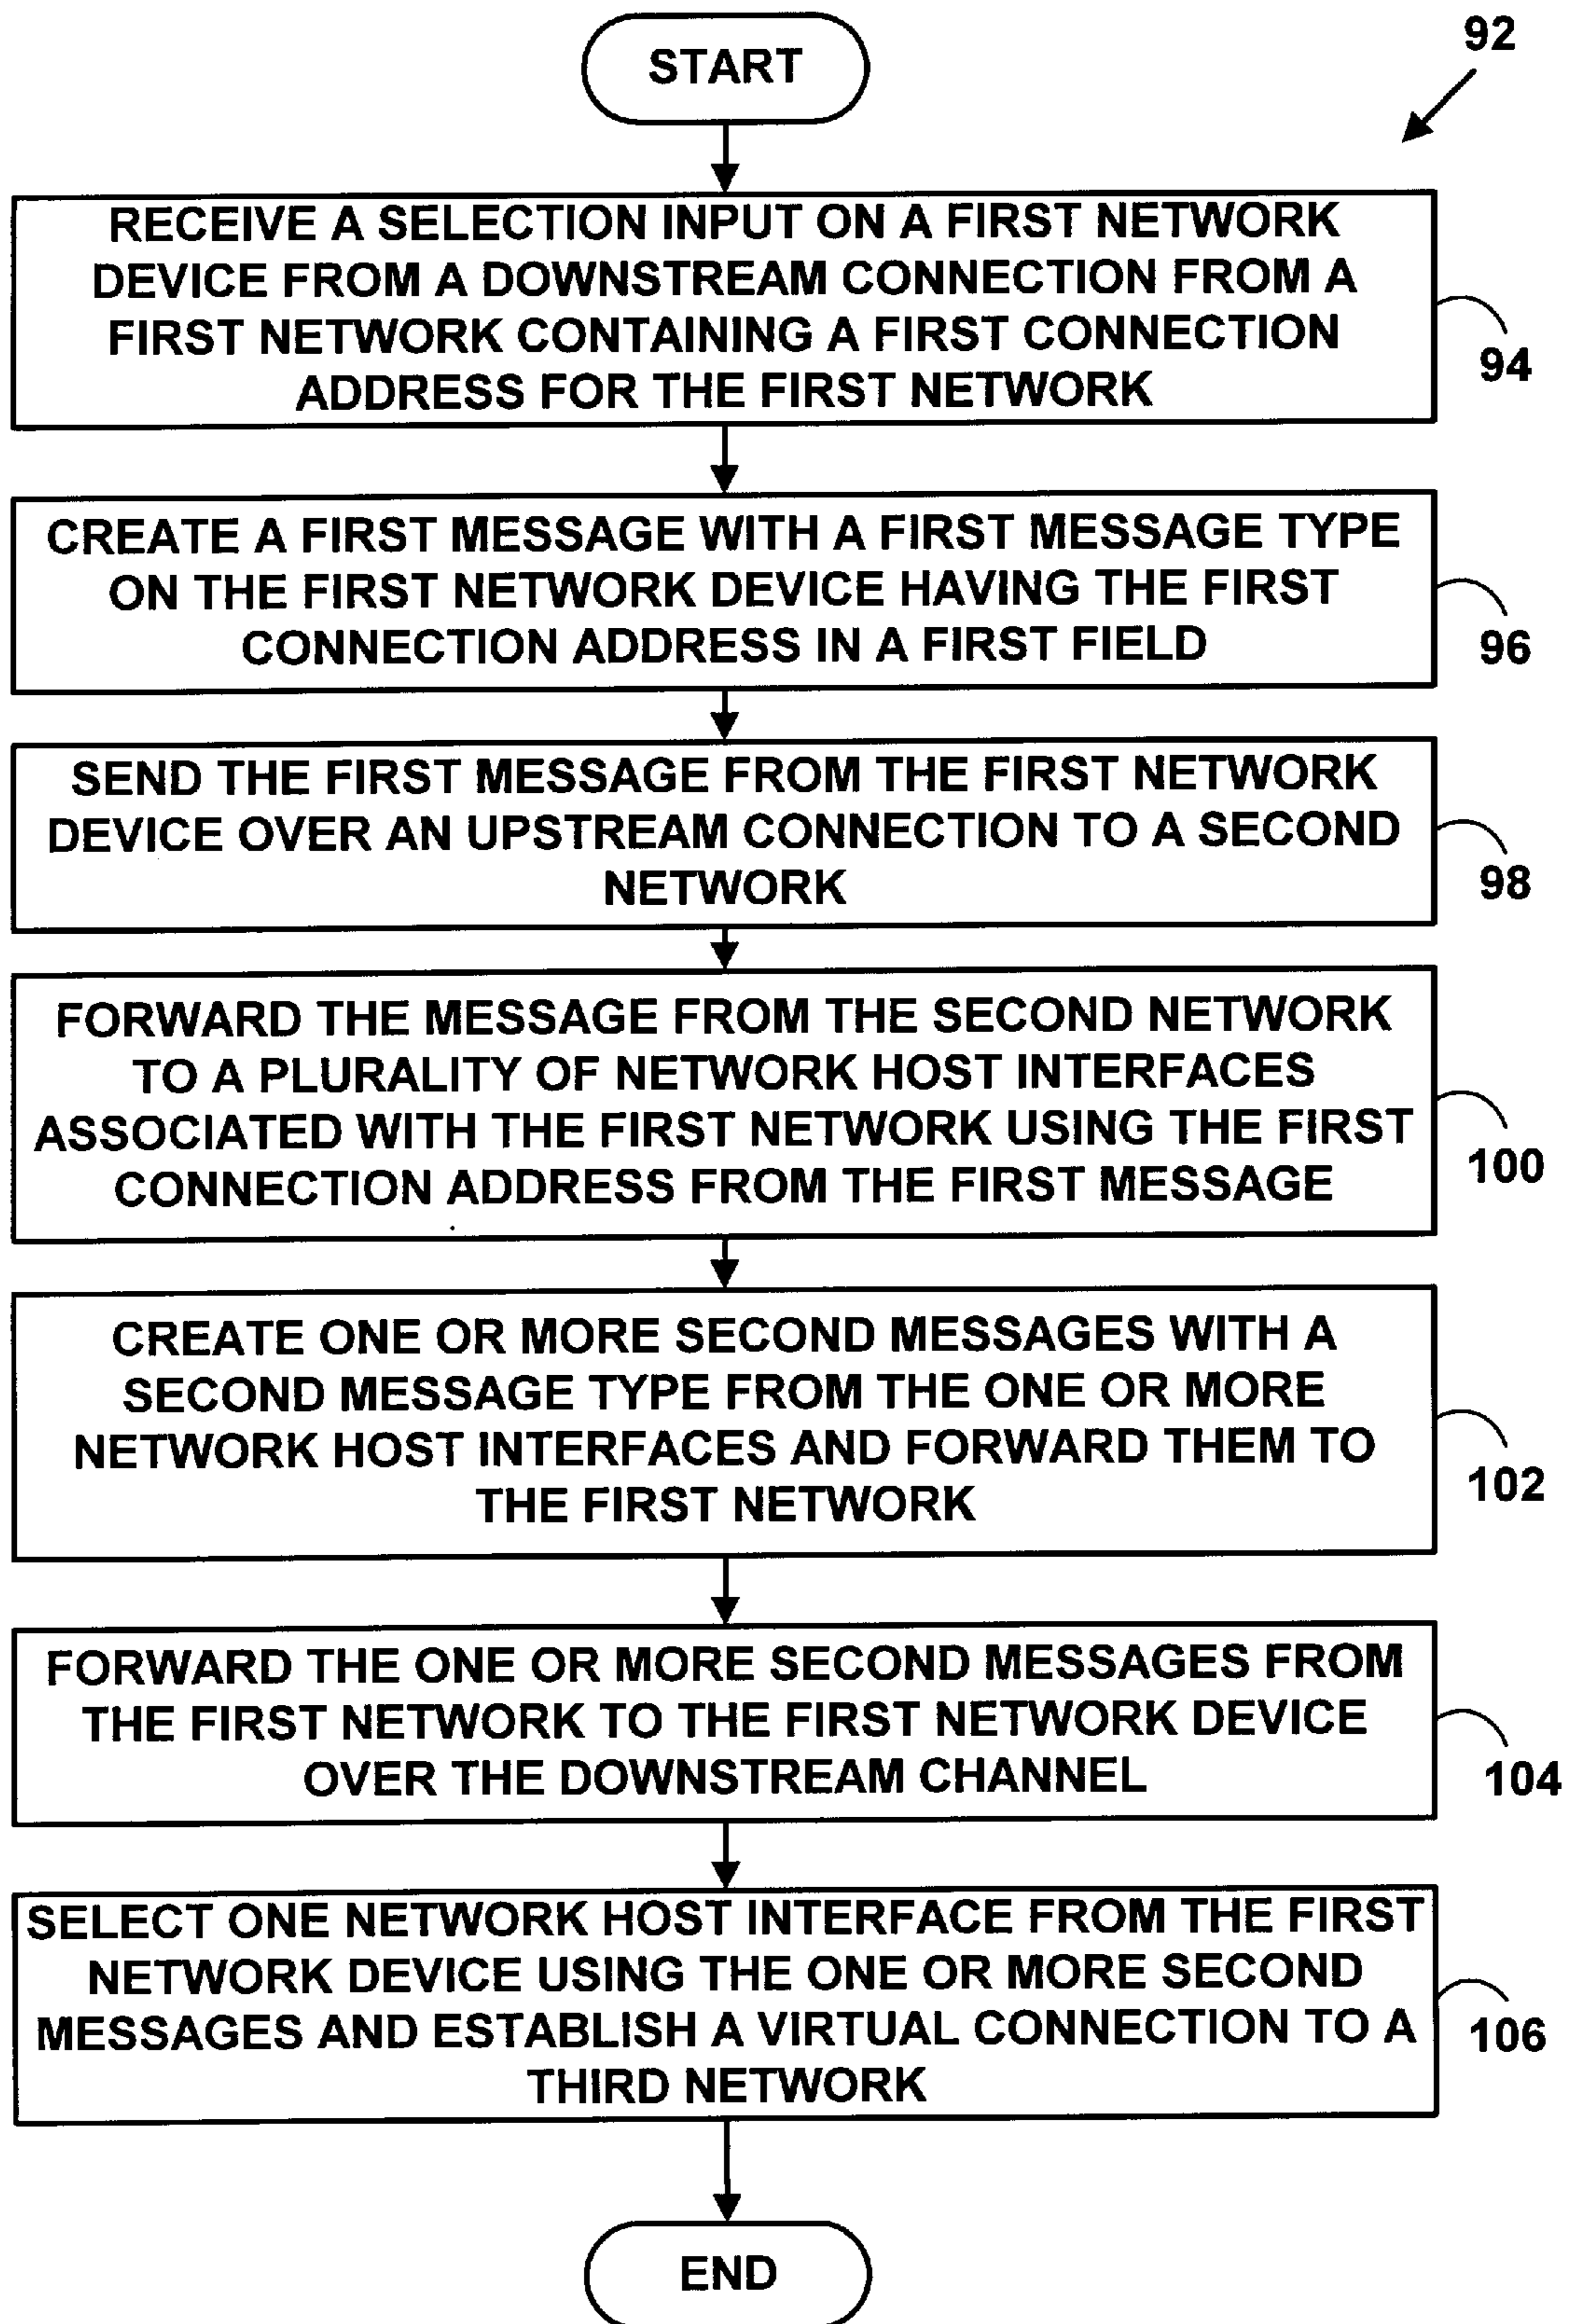 START
92
RECEIVE A SELECTION INPUT ON A FIRST NETWORK
DEVICE FROM A DOWNSTREAM CONNECTION FROM A
FIRST NETWORK CONTAINING A FIRST CONNECTION
ADDRESS FOR THE FIRST NETWORK
94
CREATE A FIRST MESSAGE WITH A FIRST MESSAGE TYPE
ON THE FIRST NETWORK DEVICE HAVING THE FIRST
CONNECTION ADDRESS IN A FIRST FIELD
96
SEND THE FIRST MESSAGE FROM THE FIRST NETWORK
DEVICE OVER AN UPSTREAM CONNECTION TO A SECOND
NETWORK
98
FORWARD THE MESSAGE FROM THE SECOND NETWORK
TO A PLURALITY OF NETWORK HOST INTERFACES
ASSOCIATED WITH THE FIRST NETWORK USING THE FIRST
CONNECTION ADDRESS FROM THE FIRST MESSAGE
100
CREATE ONE OR MORE SECOND MESSAGES WITH A
SECOND MESSAGE TYPE FROM THE ONE OR MORE
NETWORK HOST INTERFACES AND FORWARD THEM TO
THE FIRST NETWORK
102
FORWARD THE ONE OR MORE SECOND MESSAGES FROM
THE FIRST NETWORK TO THE FIRST NETWORK DEVICE
OVER THE DOWNSTREAM CHANNEL
104
SELECT ONE NETWORK HOST INTERFACE FROM THE FIRST
NETWORK DEVICE USING THE ONE OR MORE SECOND
MESSAGES AND ESTABLISH A VIRTUAL CONNECTION TO A
THIRD NETWORK
106
END